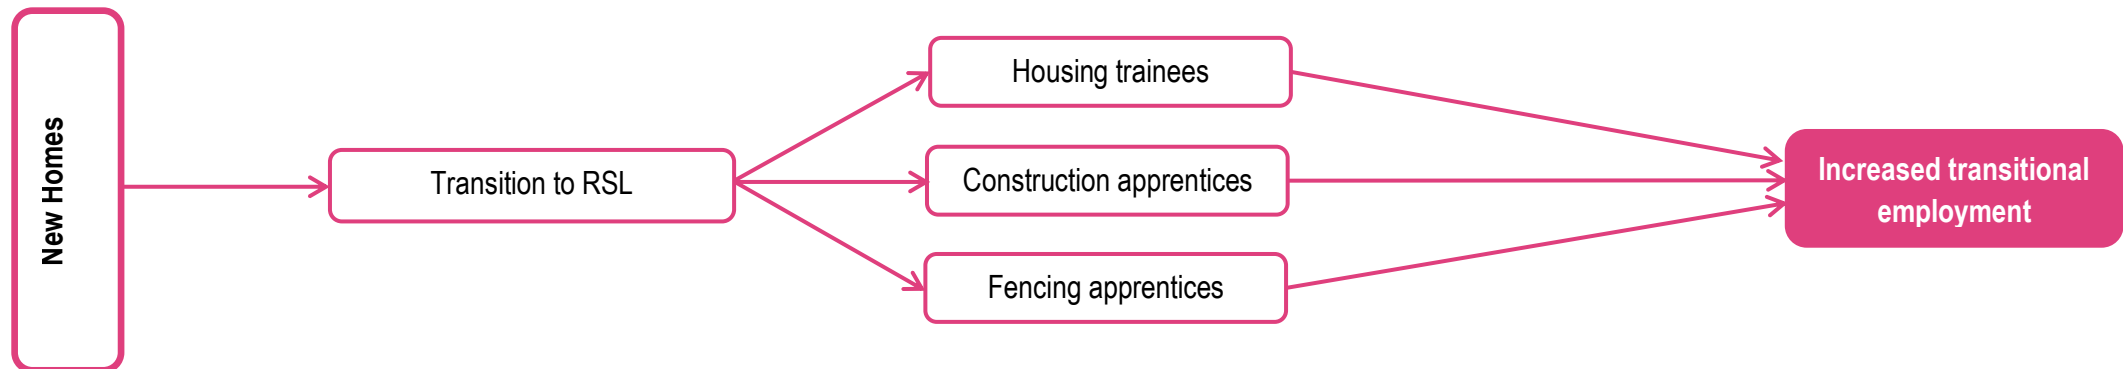 New Homes
Transition to RSL
Housing trainees
Construction apprentices
Fencing apprentices
Increased transitional
employment